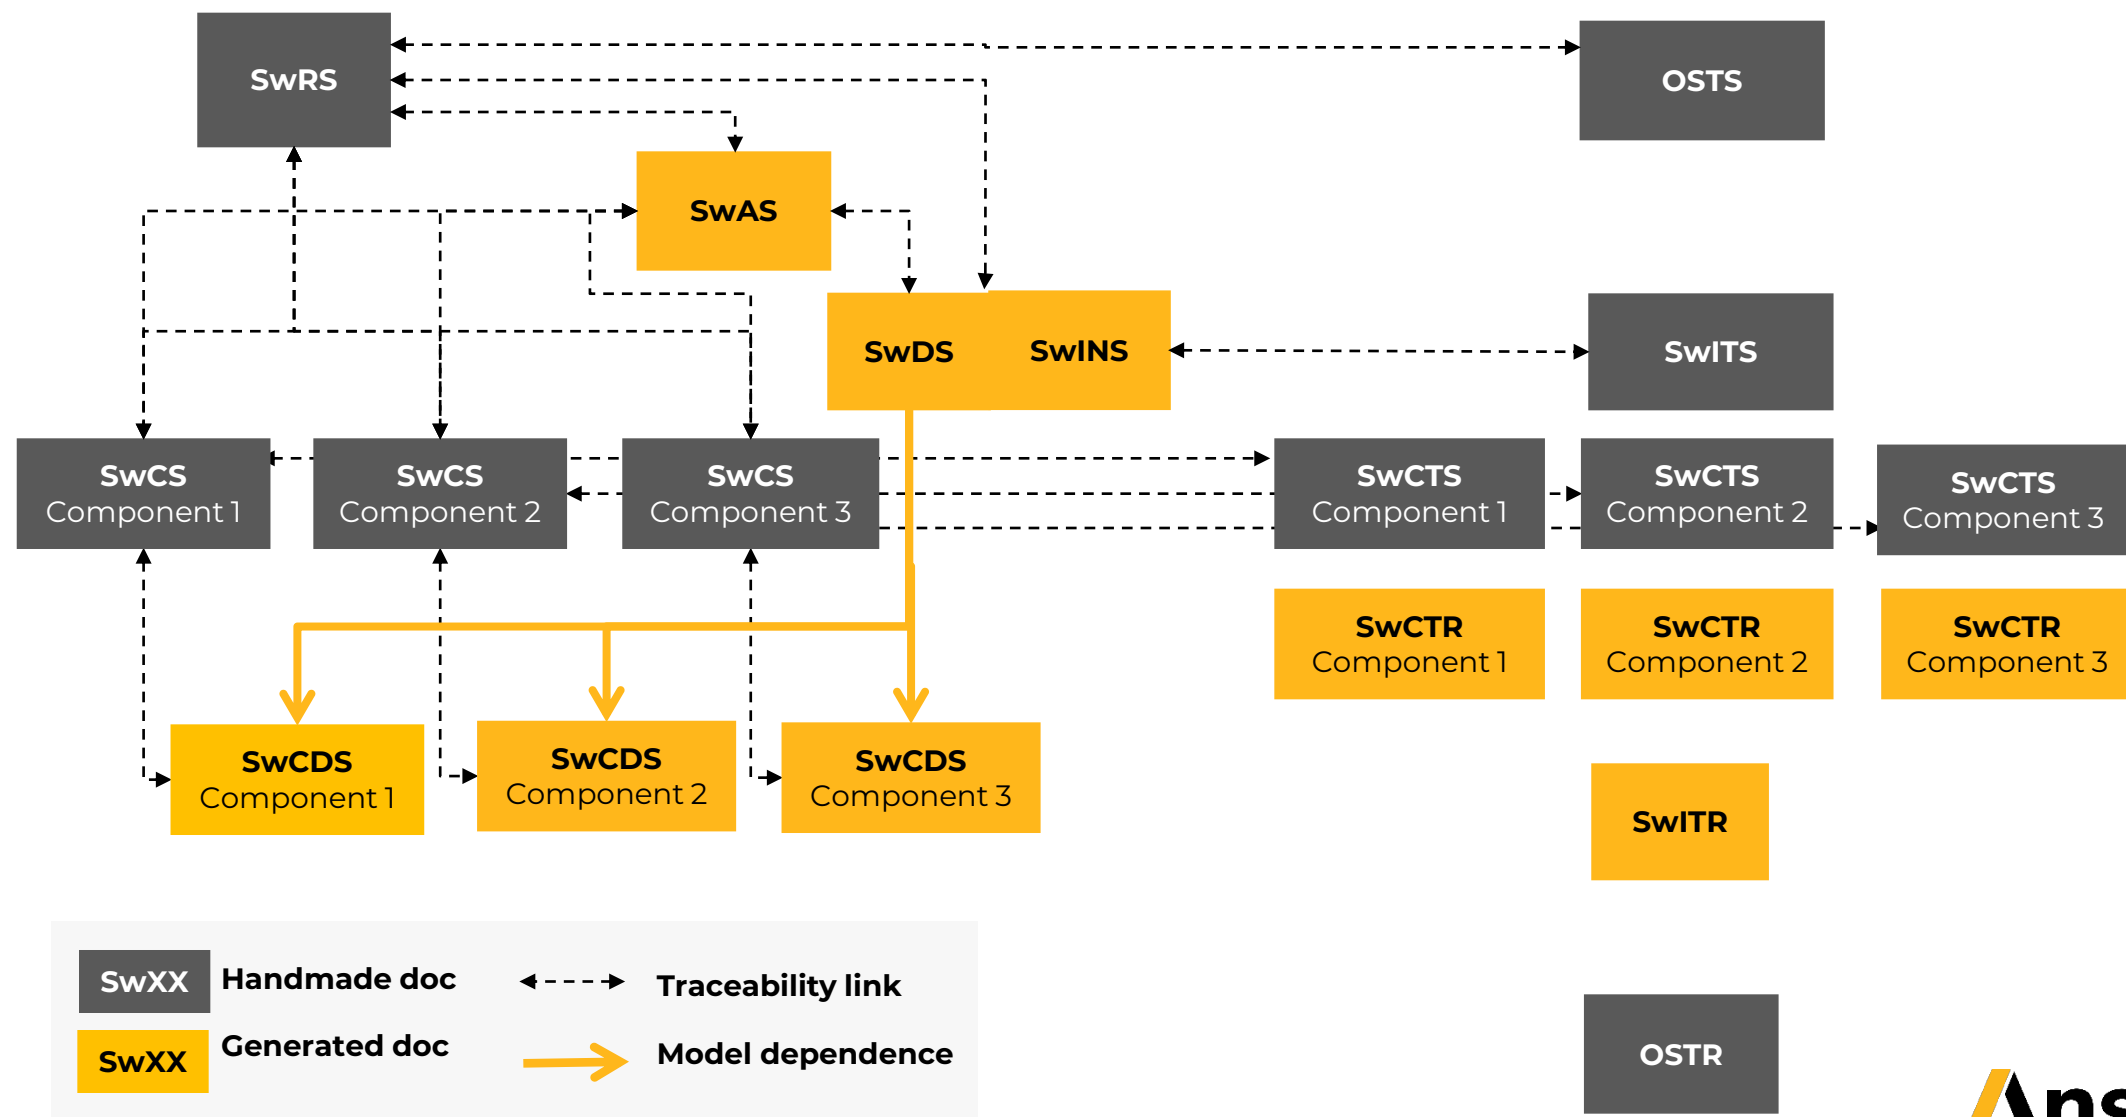 SwRS
OSTS
SwAS
SwDS
SwINS
SwITS
SwCS
Component 1
SwCS
Component 2
SwCS
Component 3
SwCTS
Component 1
SwCTS
Component 2
SwCTS
Component 3
SwCTR
Component 1
SwCTR
Component 2
SwCTR
Component 3
SwCDS
Component 1
SwCDS
Component 2
SwCDS
Component 3
SwITR
SwXX
Handmade doc
Traceability link
SwXX
Generated doc
Model dependence
OSTR